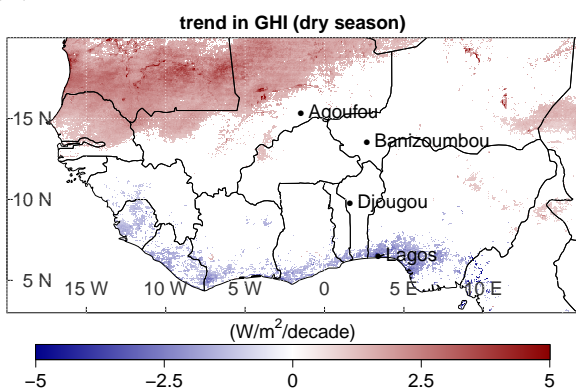 trend in GHI (dry season)
15 N
Agoufou
Banizoumbou
10 N
Djougou
Lagos
5 N
15 W 10 W 5 W 0 5 E 10 E
(W/m²/decade)
−5 −2.5 0 2.5 5